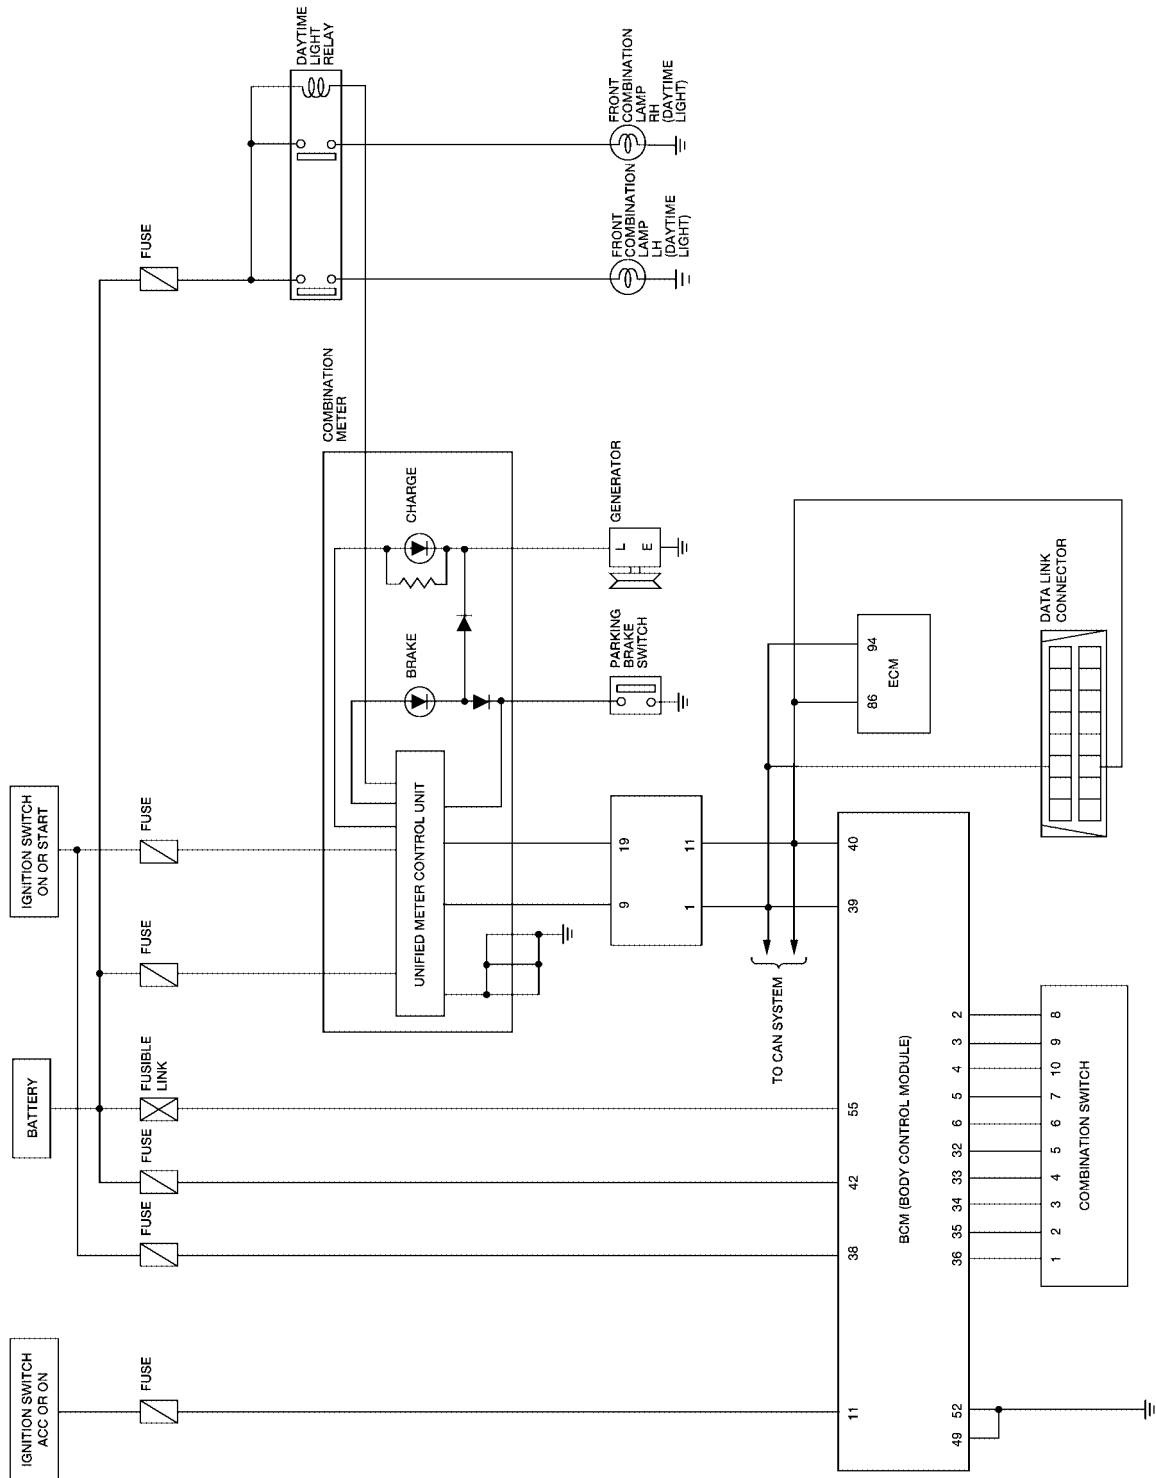 IGNITION SWITCH
ACC OR ON
BATTERY
IGNITION SWITCH
ON OR START
FUSE
FUSE
FUSE
FUSIBLE
LINK
FUSE
FUSE
FUSE
DAYTIME
LIGHT
RELAY
COMBINATION
METER
UNIFIED METER CONTROL UNIT
BRAKE
CHARGE
9
19
1
11
PARKING
BRAKE
SWITCH
GENERATOR
L
E
FRONT
COMBINATION
LAMP
LH
(DAYTIME
LIGHT)
FRONT
COMBINATION
LAMP
RH
(DAYTIME
LIGHT)
TO CAN SYSTEM
11
38
42
55
39
40
BCM (BODY CONTROL MODULE)
49
52
36
35
34
33
32
6
5
4
3
2
1
2
3
4
5
6
7
10
9
8
COMBINATION SWITCH
86
94
ECM
DATA LINK
CONNECTOR